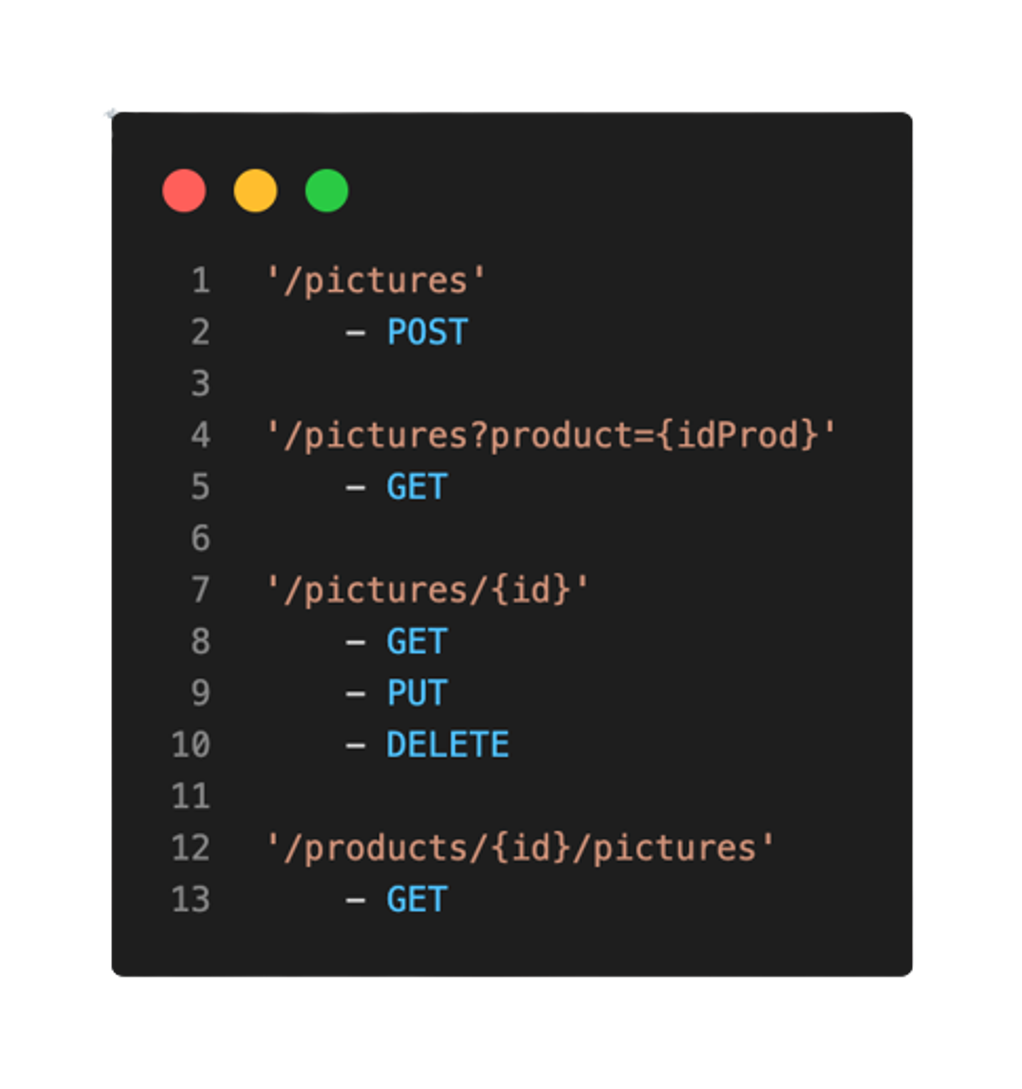 1 '/pictures'
2 - POST
3
4 '/pictures?product={idProd}'
5 - GET
6
7 '/pictures/{id}'
8 - GET
9 - PUT
10 - DELETE
11
12 '/products/{id}/pictures'
13 - GET